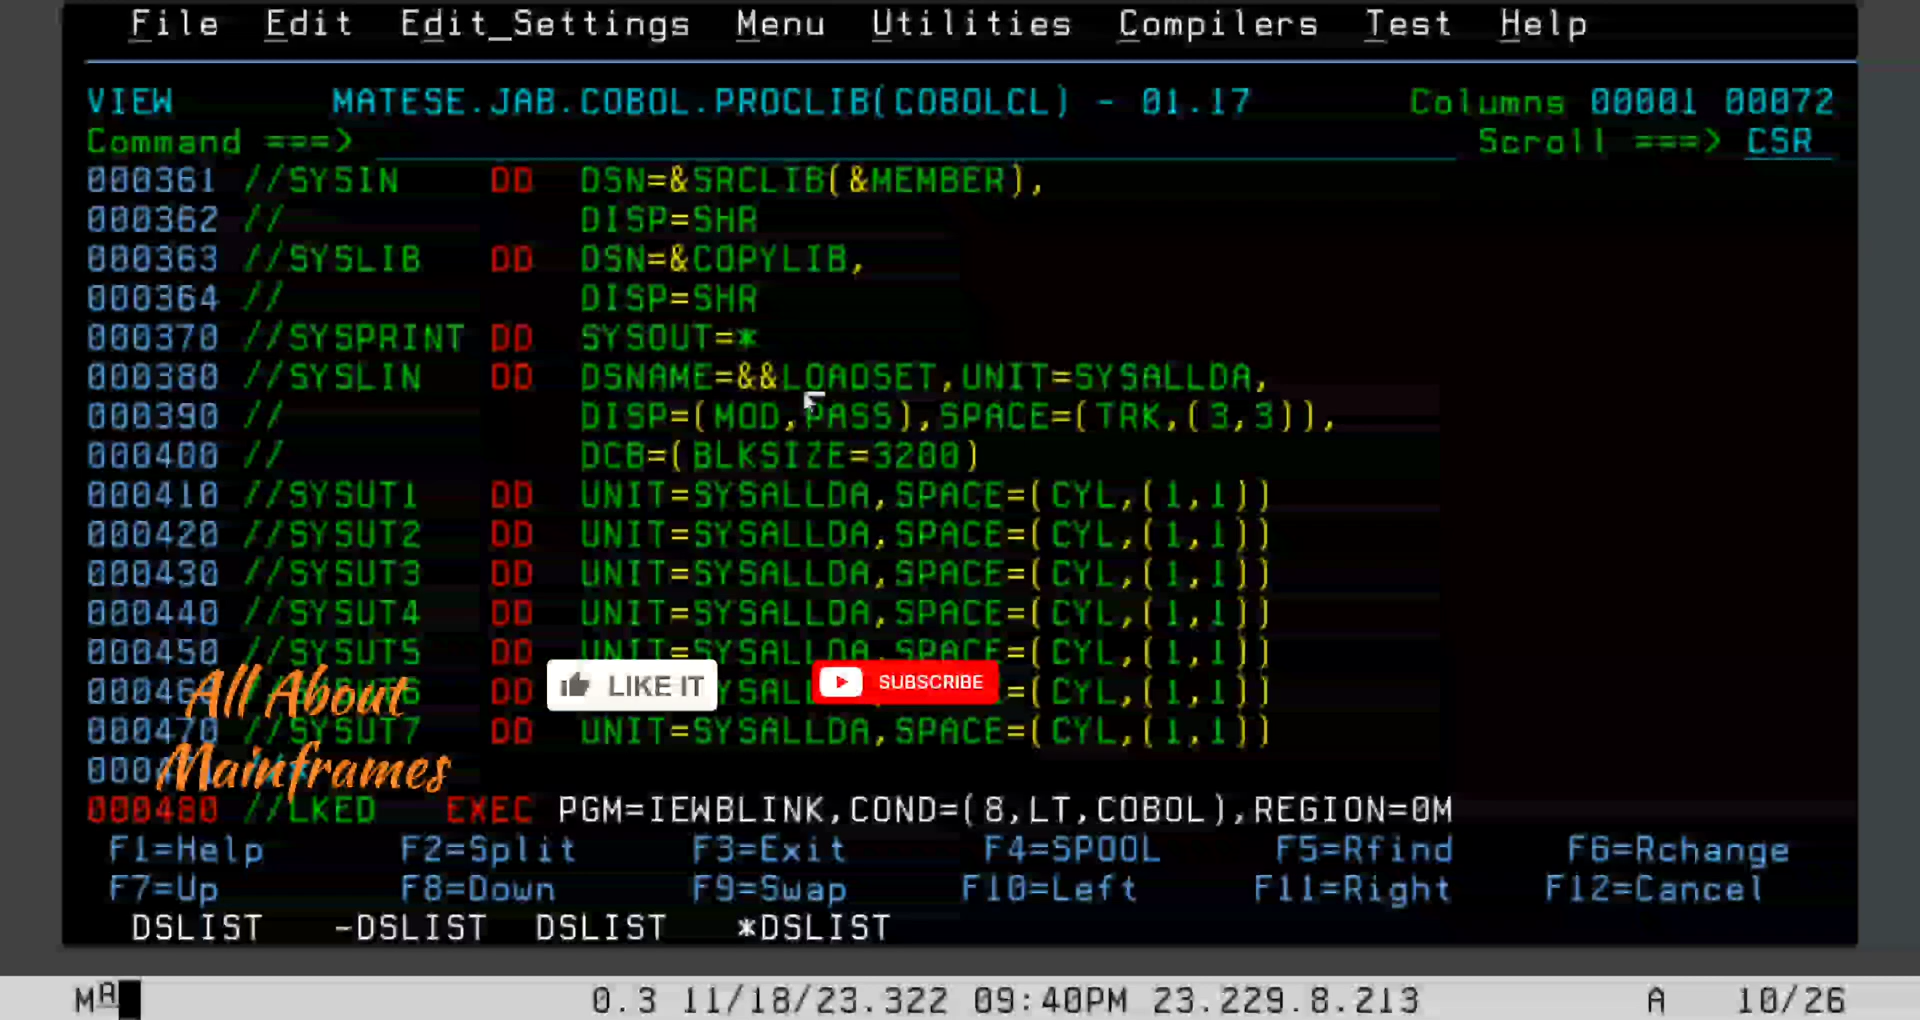 File Edit Edit_Settings Menu Utilities Compilers Test Help
VIEW MATESE.JAB.COBOL.PROCLIB(COBOLCL) - 01.17 Columns 00001 00072
Command ===> Scroll ===> CSR
000361 //SYSIN DD DSN=&SRCLIB(&MEMBER),
000362 // DISP=SHR
000363 //SYSLIB DD DSN=&COPYLIB,
000364 // DISP=SHR
000370 //SYSPRINT DD SYSOUT=*
000380 //SYSLIN DD DSNAME=&&LOADSET,UNIT=SYSALLDA,
000390 // DISP=(MOD,PASS),SPACE=(TRK,(3,3)),
000400 // DCB=(BLKSIZE=3200)
000410 //SYSUT1 DD UNIT=SYSALLDA,SPACE=(CYL,(1,1))
000420 //SYSUT2 DD UNIT=SYSALLDA,SPACE=(CYL,(1,1))
000430 //SYSUT3 DD UNIT=SYSALLDA,SPACE=(CYL,(1,1))
000440 //SYSUT4 DD UNIT=SYSALLDA,SPACE=(CYL,(1,1))
000450 //SYSUT5 DD UNIT=SYSALLDA,SPACE=(CYL,(1,1))
All About
DD LIKE IT SUBSCRIBE =(CYL,(1,1))
000470 //SYSUT7 DD UNIT=SYSALLDA,SPACE=(CYL,(1,1))
Mainframes
000480 //LKED EXEC PGM=IEWBLINK,COND=(8,LT,COBOL),REGION=0M
F1=Help F2=Split F3=Exit F4=SPOOL F5=Rfind F6=Rchange
F7=Up F8=Down F9=Swap F10=Left F11=Right F12=Cancel
DSLIST -DSLIST DSLIST *DSLIST
MA 0.3 11/18/23.322 09:40PM 23.229.8.213 A 10/26